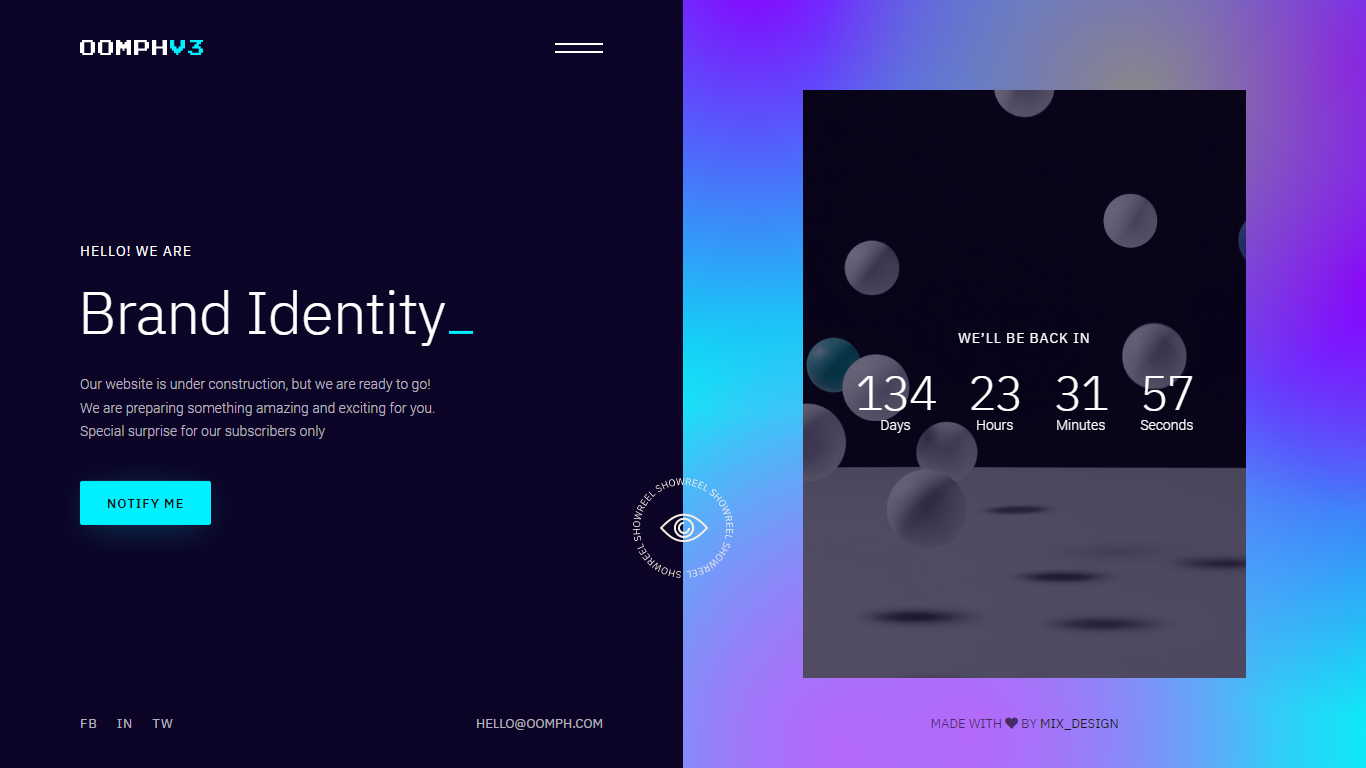 OOMPHV3
HELLO! WE ARE
Brand Identity_
Our website is under construction, but we are ready to go!
We are preparing something amazing and exciting for you.
Special surprise for our subscribers only
NOTIFY ME
SHOWREEL SHOWREEL SHOWREEL SHOWREEL
FB IN TW
HELLO@OOMPH.COM
WE'LL BE BACK IN
134 23 31 57
Days Hours Minutes Seconds
MADE WITH ❤ BY MIX_DESIGN